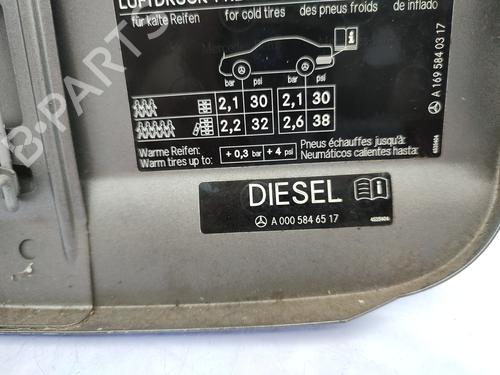 für kalte Reifen for cold tires des pneus froids de inflado
bar psi bar psi
2,1 30 2,1 30
2,2 32 2,6 38
Warme Reifen: Pneus échauffes jusqu'à:
Warm tires up to: + 0,3 bar + 4 psi Neumáticos calientes hasta:
A 169 584 03 17
DIESEL
A 000 584 65 17
B-PARTS